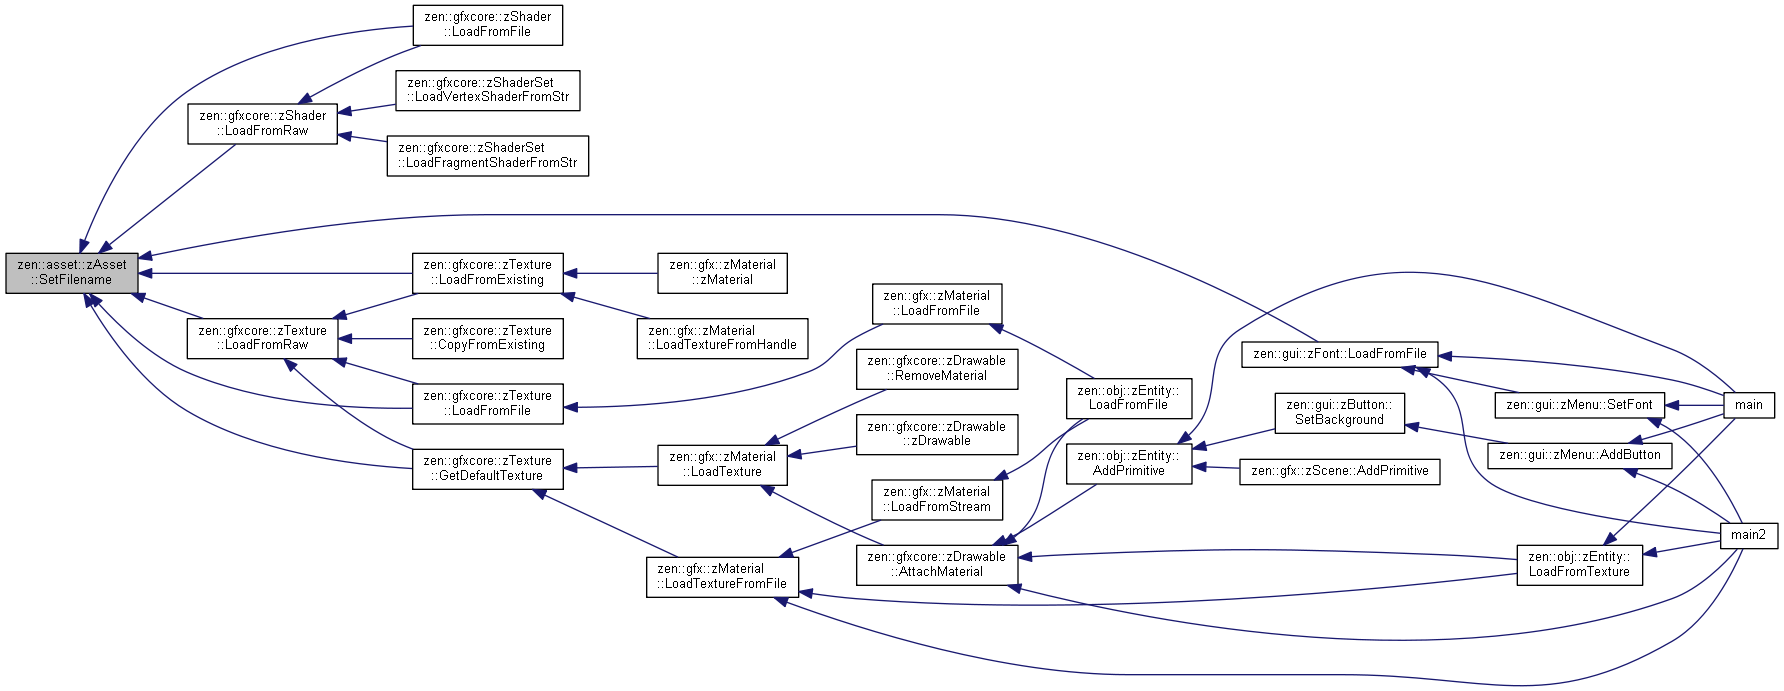 zen::gfxcore::zShader
::LoadFromFile
zen::gfxcore::zShaderSet
::LoadVertexShaderFromStr
zen::gfxcore::zShader
::LoadFromRaw
zen::gfxcore::zShaderSet
::LoadFragmentShaderFromStr
zen::asset::zAsset
::SetFilename
zen::gfxcore::zTexture
::LoadFromExisting
zen::gfx::zMaterial
::zMaterial
zen::gfxcore::zTexture
::LoadFromRaw
zen::gfxcore::zTexture
::CopyFromExisting
zen::gfx::zMaterial
::LoadTextureFromHandle
zen::gfx::zMaterial
::LoadFromFile
zen::gfxcore::zDrawable
::RemoveMaterial
zen::gfxcore::zTexture
::LoadFromFile
zen::gfxcore::zDrawable
::zDrawable
zen::gfxcore::zTexture
::GetDefaultTexture
zen::gfx::zMaterial
::LoadTexture
zen::gfx::zMaterial
::LoadFromStream
zen::gfx::zMaterial
::LoadTextureFromFile
zen::gfxcore::zDrawable
::AttachMaterial
zen::obj::zEntity::
LoadFromFile
zen::obj::zEntity::
AddPrimitive
zen::gui::zFont::LoadFromFile
zen::gui::zButton::
SetBackground
zen::gfx::zScene::AddPrimitive
zen::gui::zMenu::SetFont
zen::gui::zMenu::AddButton
zen::obj::zEntity::
LoadFromTexture
main
main2